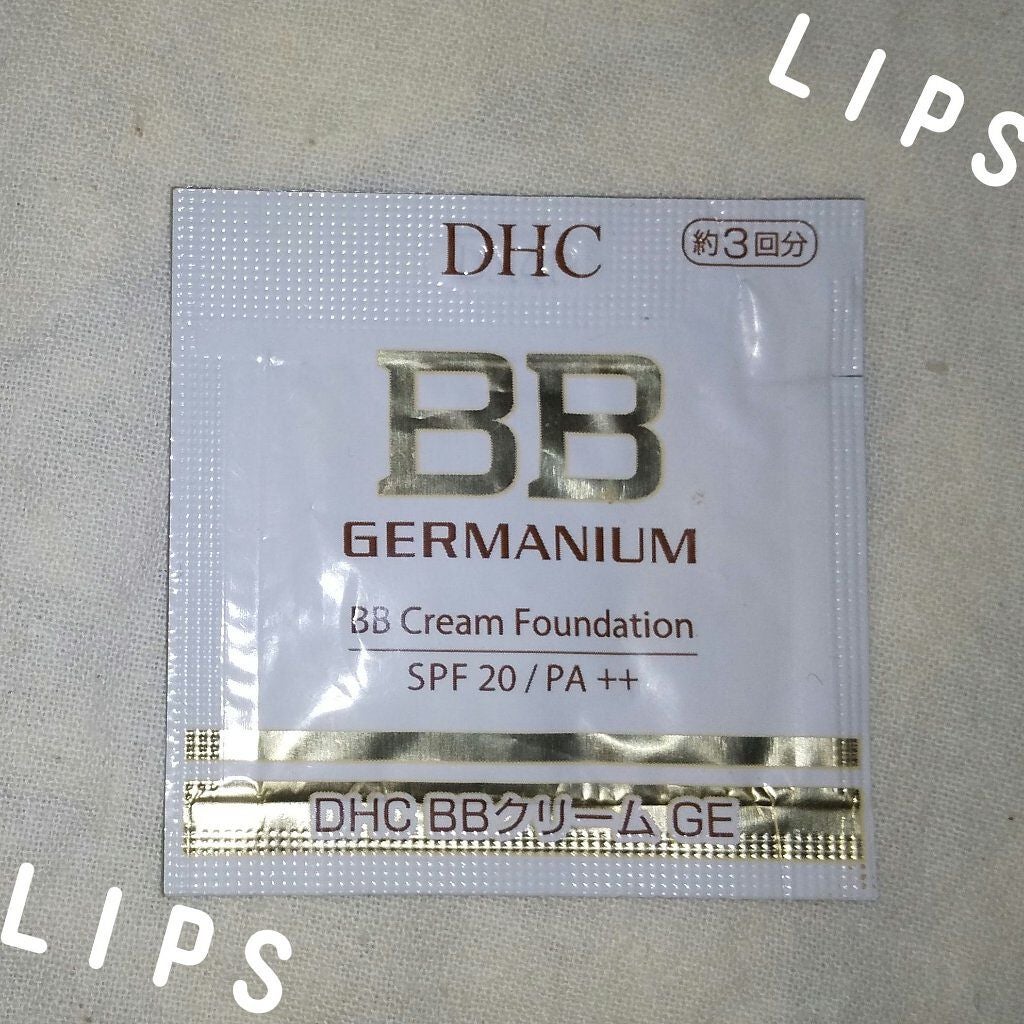 LIPS
DHC
約3回分
BB
GERMANIUM
BB Cream Foundation
SPF 20 / PA ++
DHC BBクリーム GE
LIPS